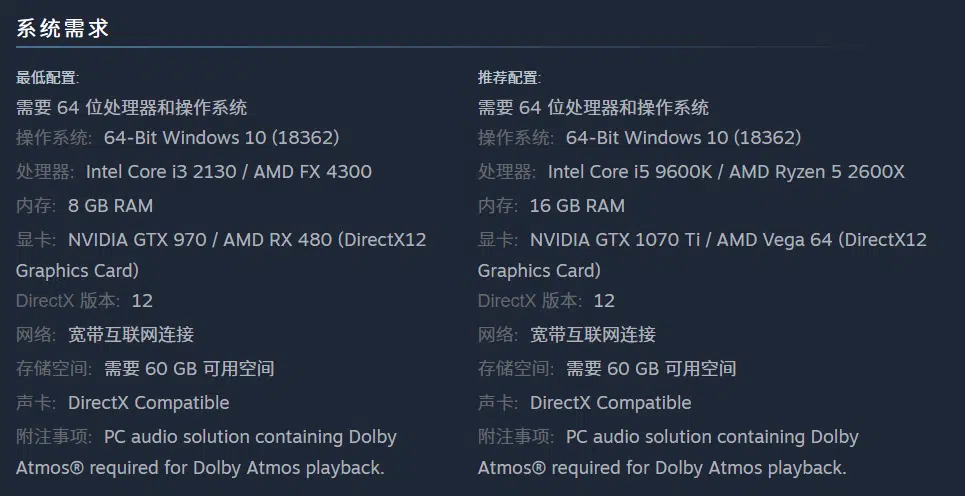 系统需求
最低配置:
需要 64 位处理器和操作系统
操作系统: 64-Bit Windows 10 (18362)
处理器: Intel Core i3 2130 / AMD FX 4300
内存: 8 GB RAM
显卡: NVIDIA GTX 970 / AMD RX 480 (DirectX12
Graphics Card)
DirectX 版本: 12
网络: 宽带互联网连接
存储空间: 需要 60 GB 可用空间
声卡: DirectX Compatible
附注事项: PC audio solution containing Dolby
Atmos® required for Dolby Atmos playback.
推荐配置:
需要 64 位处理器和操作系统
操作系统: 64-Bit Windows 10 (18362)
处理器: Intel Core i5 9600K / AMD Ryzen 5 2600X
内存: 16 GB RAM
显卡: NVIDIA GTX 1070 Ti / AMD Vega 64 (DirectX12
Graphics Card)
DirectX 版本: 12
网络: 宽带互联网连接
存储空间: 需要 60 GB 可用空间
声卡: DirectX Compatible
附注事项: PC audio solution containing Dolby
Atmos® required for Dolby Atmos playback.